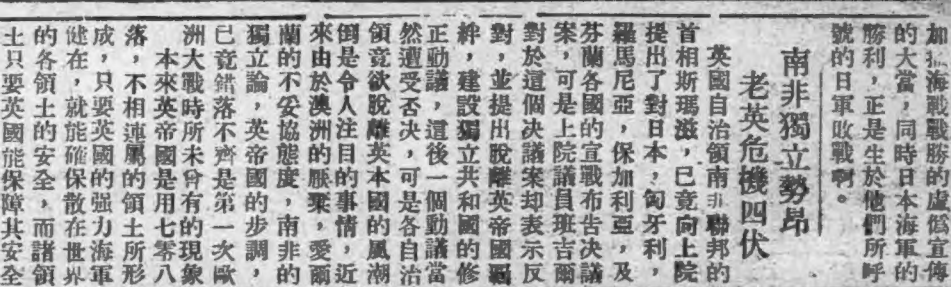 加拉海戰戰勝的虛偽宣傳
的大當，同時日本海軍的
勝利，正是生於他們所呼
號的日軍敗戰啊。
南非獨立勢昂
老英危機四伏
英國自治領南非聯邦的
首相斯瑪滋，已竟向上院
提出了對日本，匈牙利，
羅馬尼亞，保加利亞，及
芬蘭各國的宣戰布告决議
案，可是上院議員班吉爾
對於這個决議案却表示反
對，並提出脫離英帝國羈
絆，建設獨立共和國的修
正動議，這後一個動議當
然遭受否决，可是各自治
領竟欲脫離英本國的風潮
倒是令人注目的事情，近
來由於澳洲的厭棄，愛爾
蘭的不妥協態度，南非的
獨立論，英帝國的步調，
已竟錯落不齊是第一次歐
洲大戰時所未曾有的現象
本來英帝國是用七零八
落，不相連屬的領土所形
成，只要英國的强力海軍
健在，就能確保散在世界
的各領土的安全，而諸領
土只要英國能保障其安全